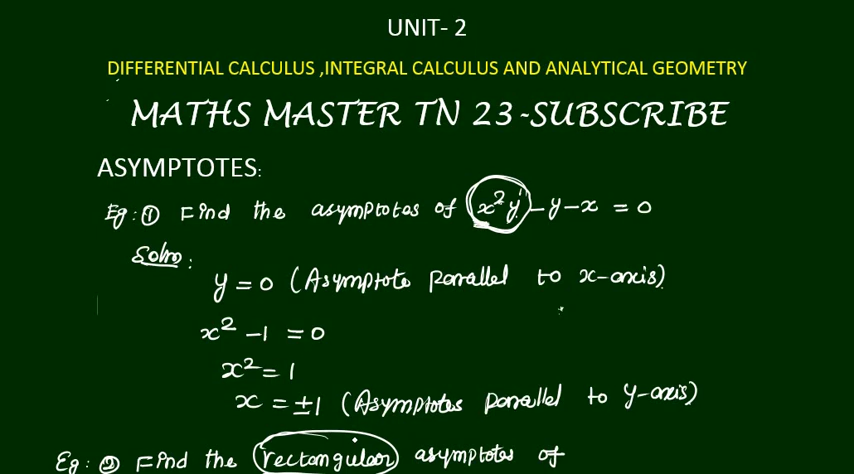 UNIT- 2
DIFFERENTIAL CALCULUS ,INTEGRAL CALCULUS AND ANALYTICAL GEOMETRY
MATHS MASTER TN 23-SUBSCRIBE
ASYMPTOTES:
Eg: ① Find the asymptotes of x²y - y - x = 0
Soln:
y = 0 (Asymptote parallel to x-axis)
x² - 1 = 0
x² = 1
x = ±1 (Asymptotes parallel to y-axis)
Eg: ② Find the rectangular asymptotes of